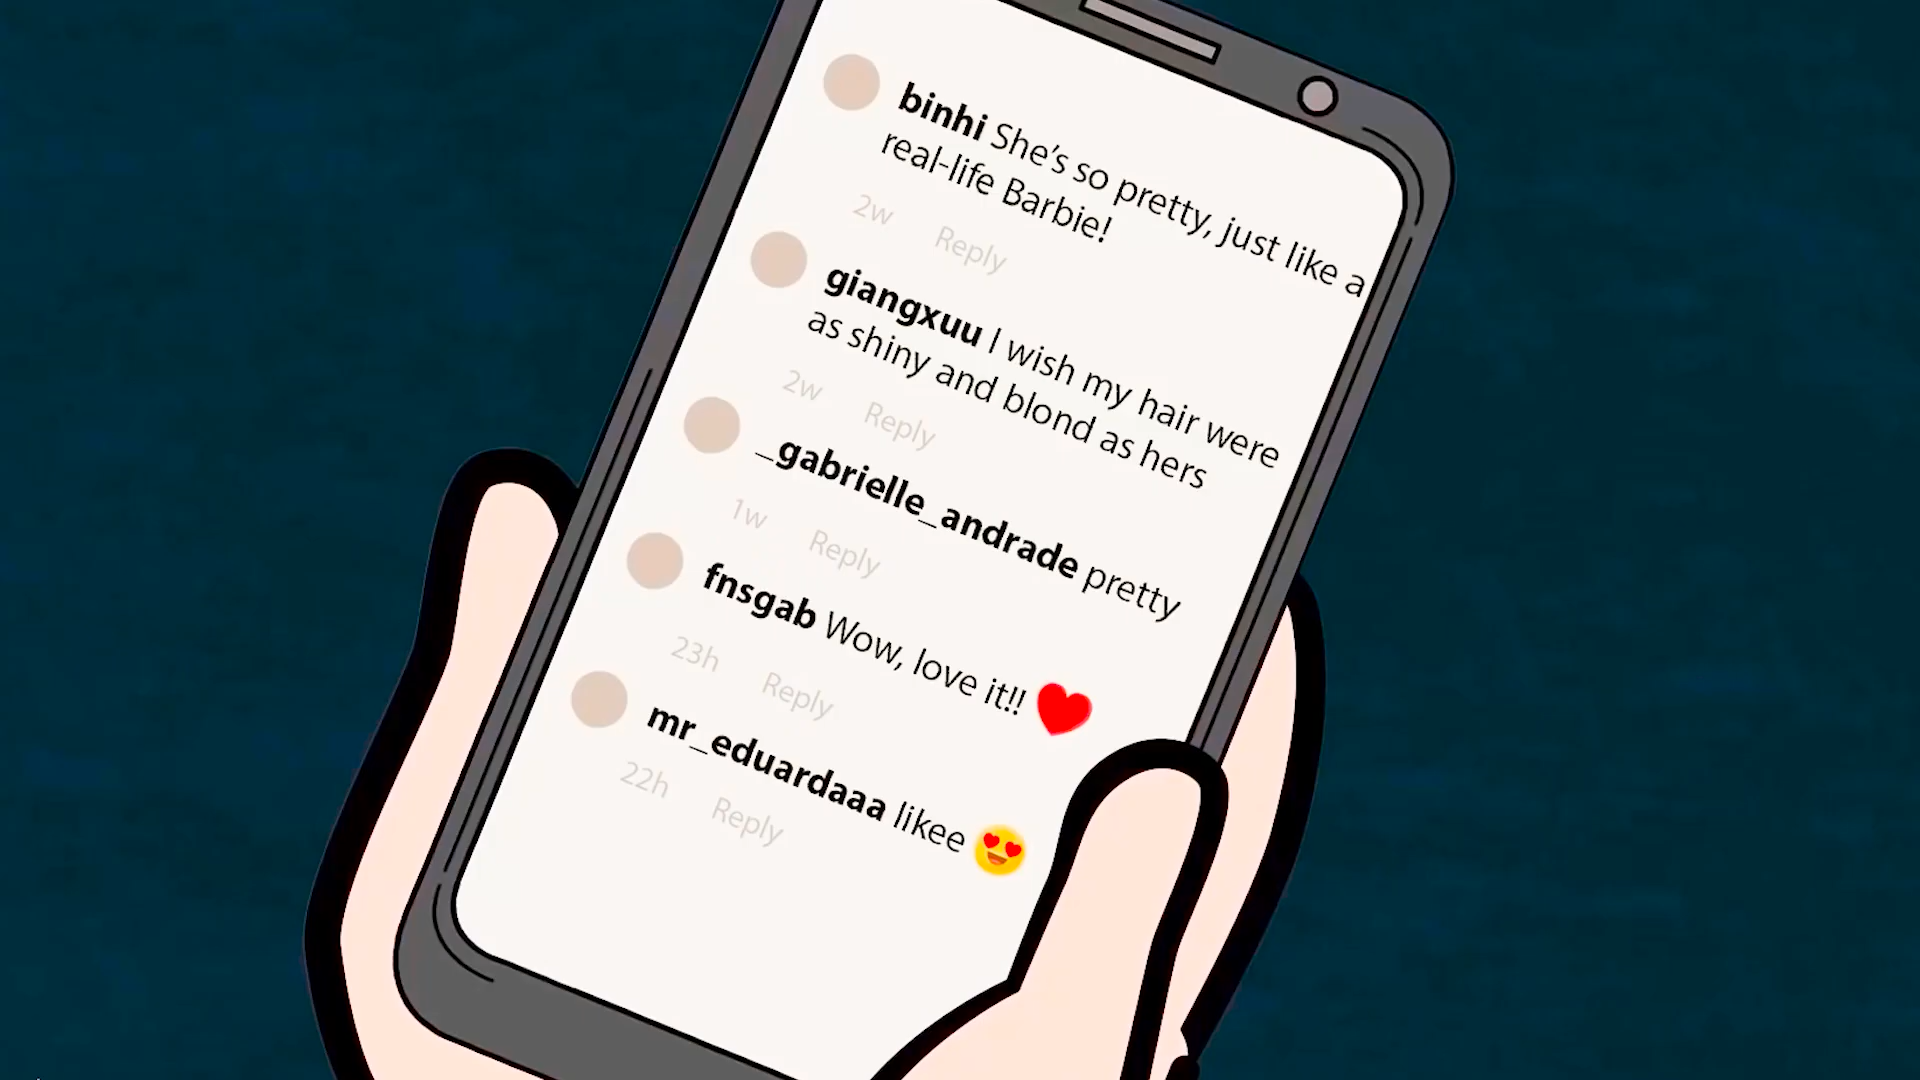 binhi She's so pretty, just like a
real-life Barbie!
2w Reply
giangxuu I wish my hair were
as shiny and blond as hers
2w Reply
_gabrielle_andrade pretty
1w Reply
fnsgab Wow, love it!! ❤️
23h Reply
mr_eduardaaa likee 😍
22h Reply